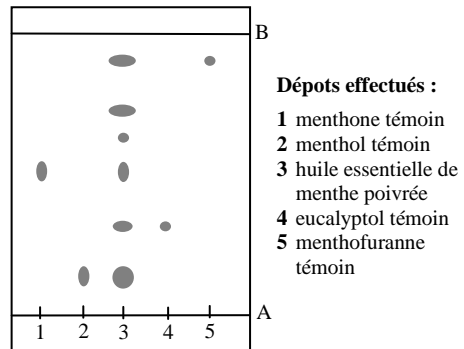 B
Dépots effectués :
1 menthone témoin
2 menthol témoin
3 huile essentielle de
menthe poivrée
4 eucalyptol témoin
5 menthofuranne
témoin
A
1 2 3 4 5